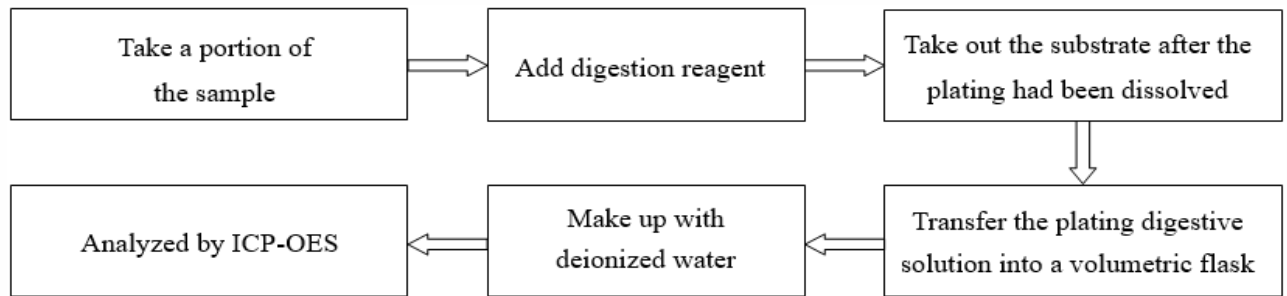 Take a portion of
the sample
Add digestion reagent
Take out the substrate after the
plating had been dissolved
Transfer the plating digestive
solution into a volumetric flask
Make up with
deionized water
Analyzed by ICP-OES